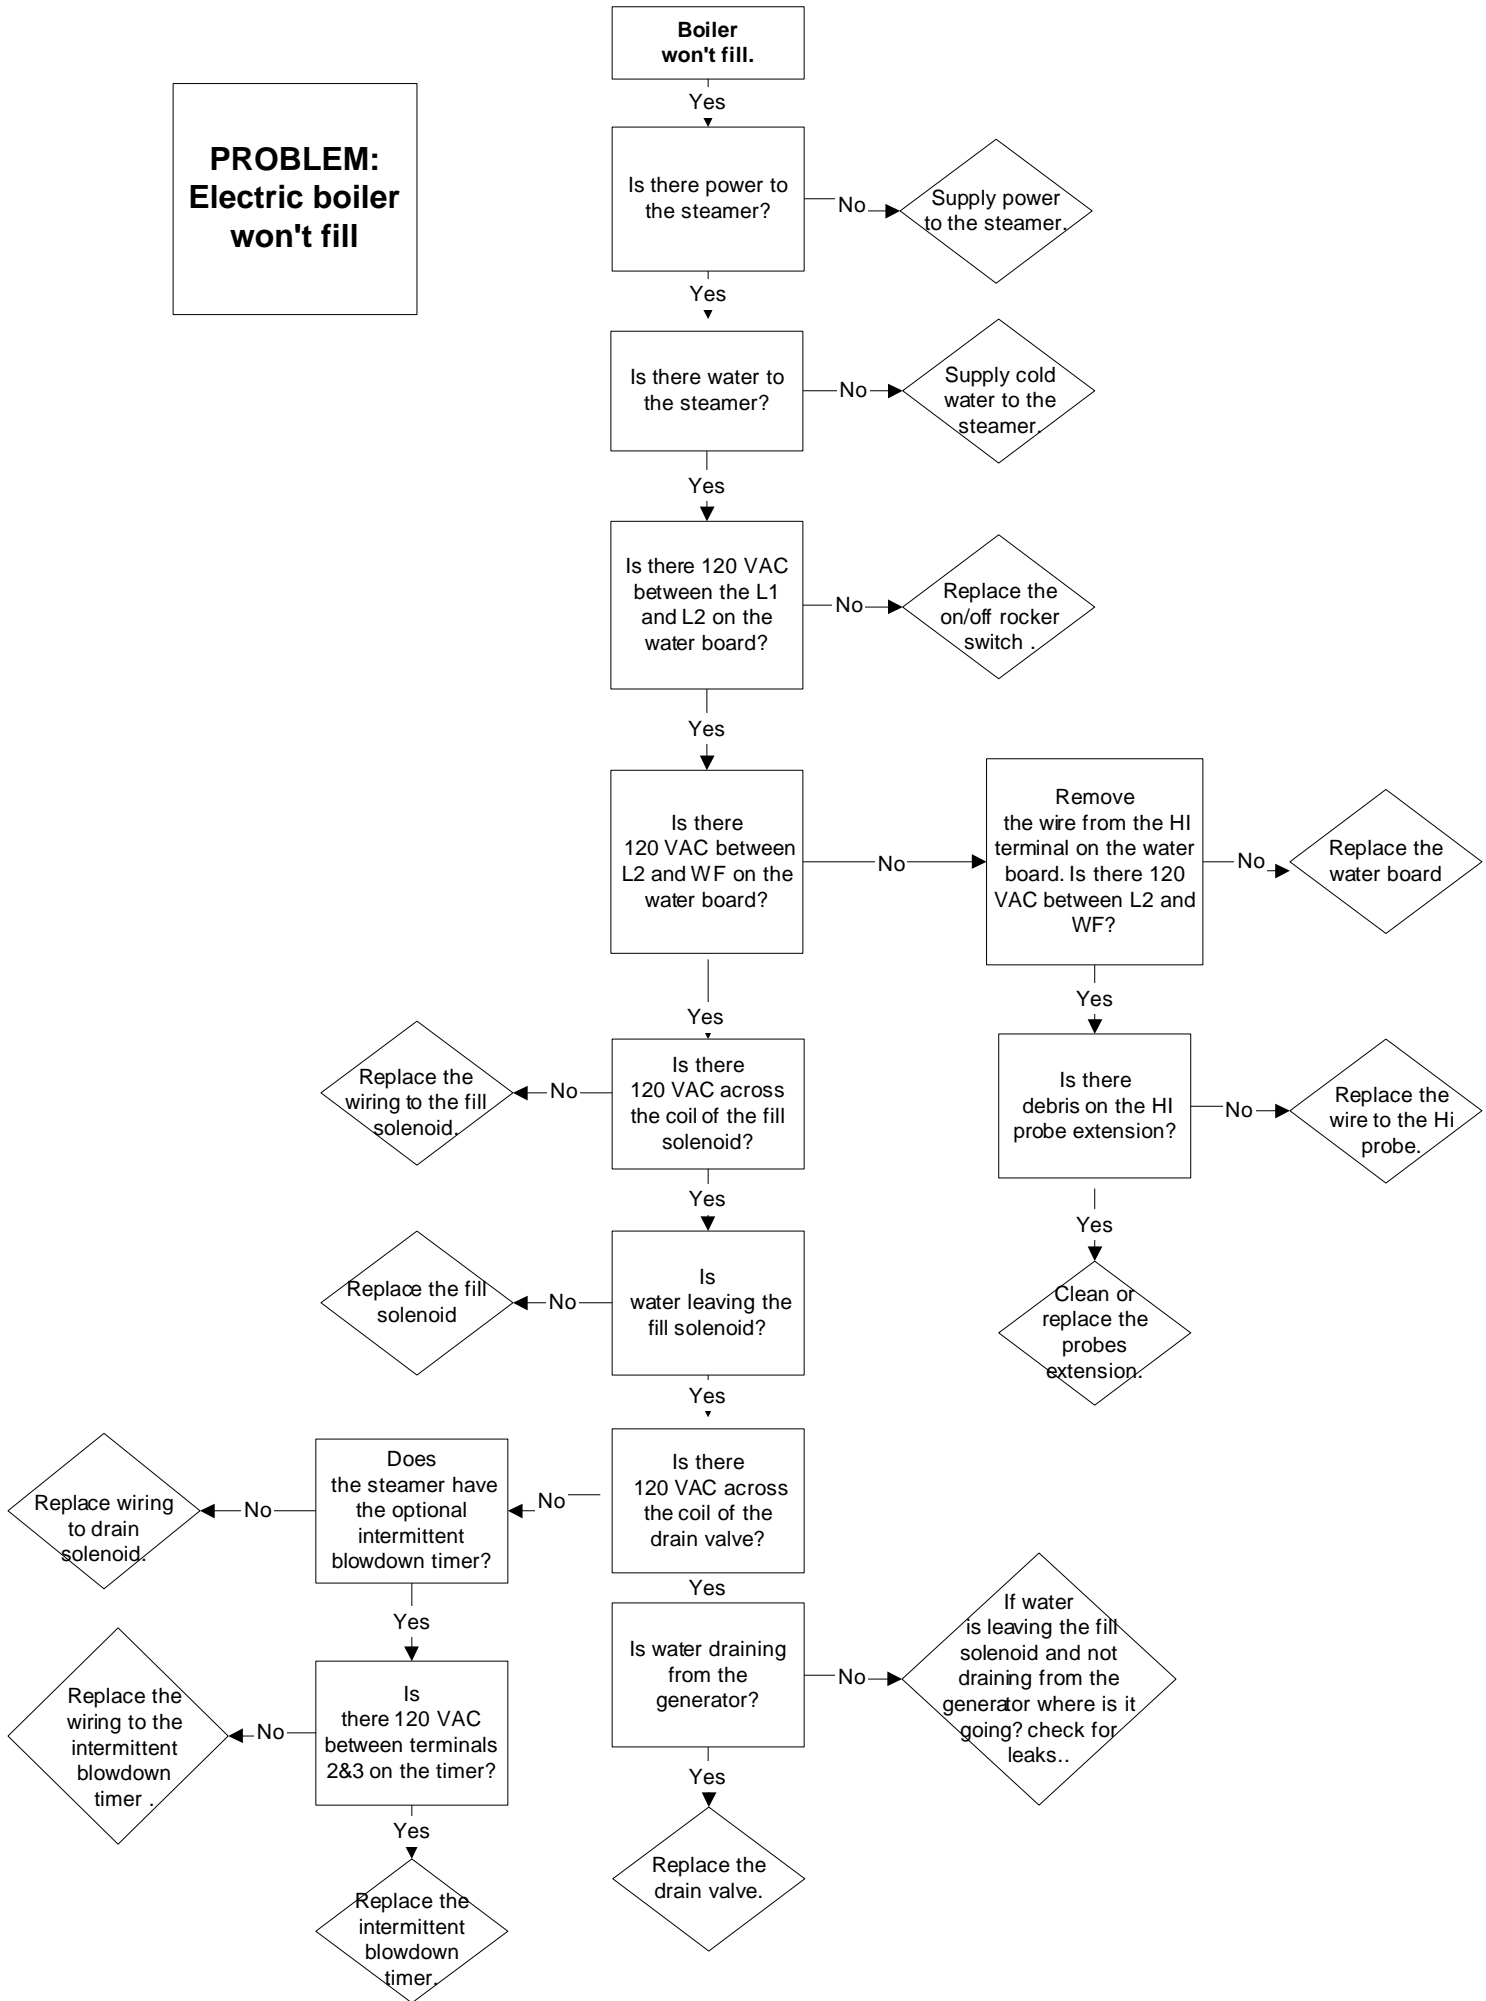 Boiler
won't fill.
PROBLEM:
Electric boiler
won't fill
Yes
Is there power to
the steamer?
No
Supply power
to the steamer.
Yes
Is there water to
the steamer?
No
Supply cold
water to the
steamer.
Yes
Is there 120 VAC
between the L1
and L2 on the
water board?
No
Replace the
on/off rocker
switch .
Yes
Is there
120 VAC between
L2 and WF on the
water board?
No
Remove
the wire from the HI
terminal on the water
board. Is there 120
VAC between L2 and
WF?
No
Replace the
water board
Yes
Is there
debris on the HI
probe extension?
No
Replace the
wire to the Hi
probe.
Yes
Clean or
replace the
probes
extension.
Yes
Is there
120 VAC across
the coil of the fill
solenoid?
No
Replace the
wiring to the fill
solenoid.
Yes
Is
water leaving the
fill solenoid?
No
Replace the fill
solenoid
Yes
Is there
120 VAC across
the coil of the
drain valve?
No
Does
the steamer have
the optional
intermittent
blowdown timer?
No
Replace wiring
to drain
solenoid.
Yes
Is
there 120 VAC
between terminals
2&3 on the timer?
No
Replace the
wiring to the
intermittent
blowdown
timer .
Yes
Replace the
intermittent
blowdown
timer.
Yes
Is water draining
from the
generator?
No
If water
is leaving the fill
solenoid and not
draining from the
generator where is it
going? check for
leaks..
Yes
Replace the
drain valve.